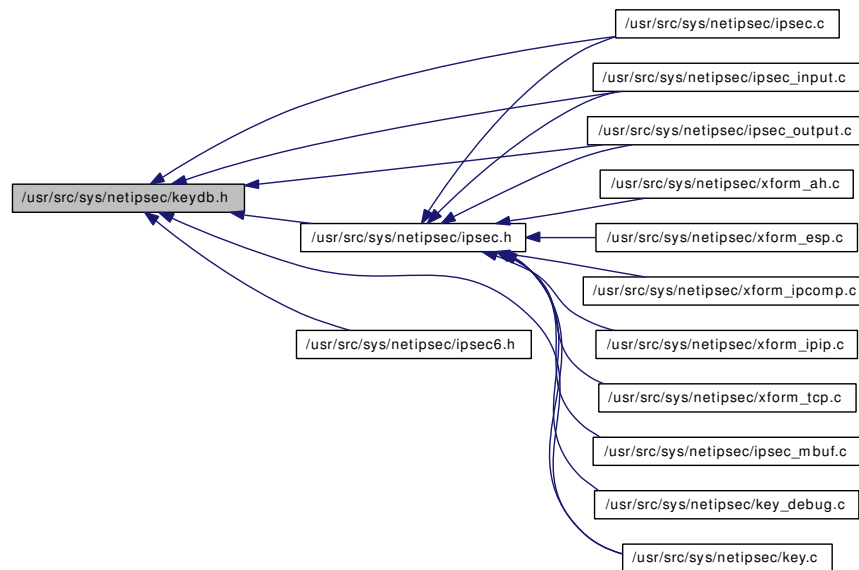 /usr/src/sys/netipsec/keydb.h
/usr/src/sys/netipsec/ipsec.h
/usr/src/sys/netipsec/ipsec6.h
/usr/src/sys/netipsec/ipsec.c
/usr/src/sys/netipsec/ipsec_input.c
/usr/src/sys/netipsec/ipsec_output.c
/usr/src/sys/netipsec/xform_ah.c
/usr/src/sys/netipsec/xform_esp.c
/usr/src/sys/netipsec/xform_ipcomp.c
/usr/src/sys/netipsec/xform_ipip.c
/usr/src/sys/netipsec/xform_tcp.c
/usr/src/sys/netipsec/ipsec_mbuf.c
/usr/src/sys/netipsec/key_debug.c
/usr/src/sys/netipsec/key.c